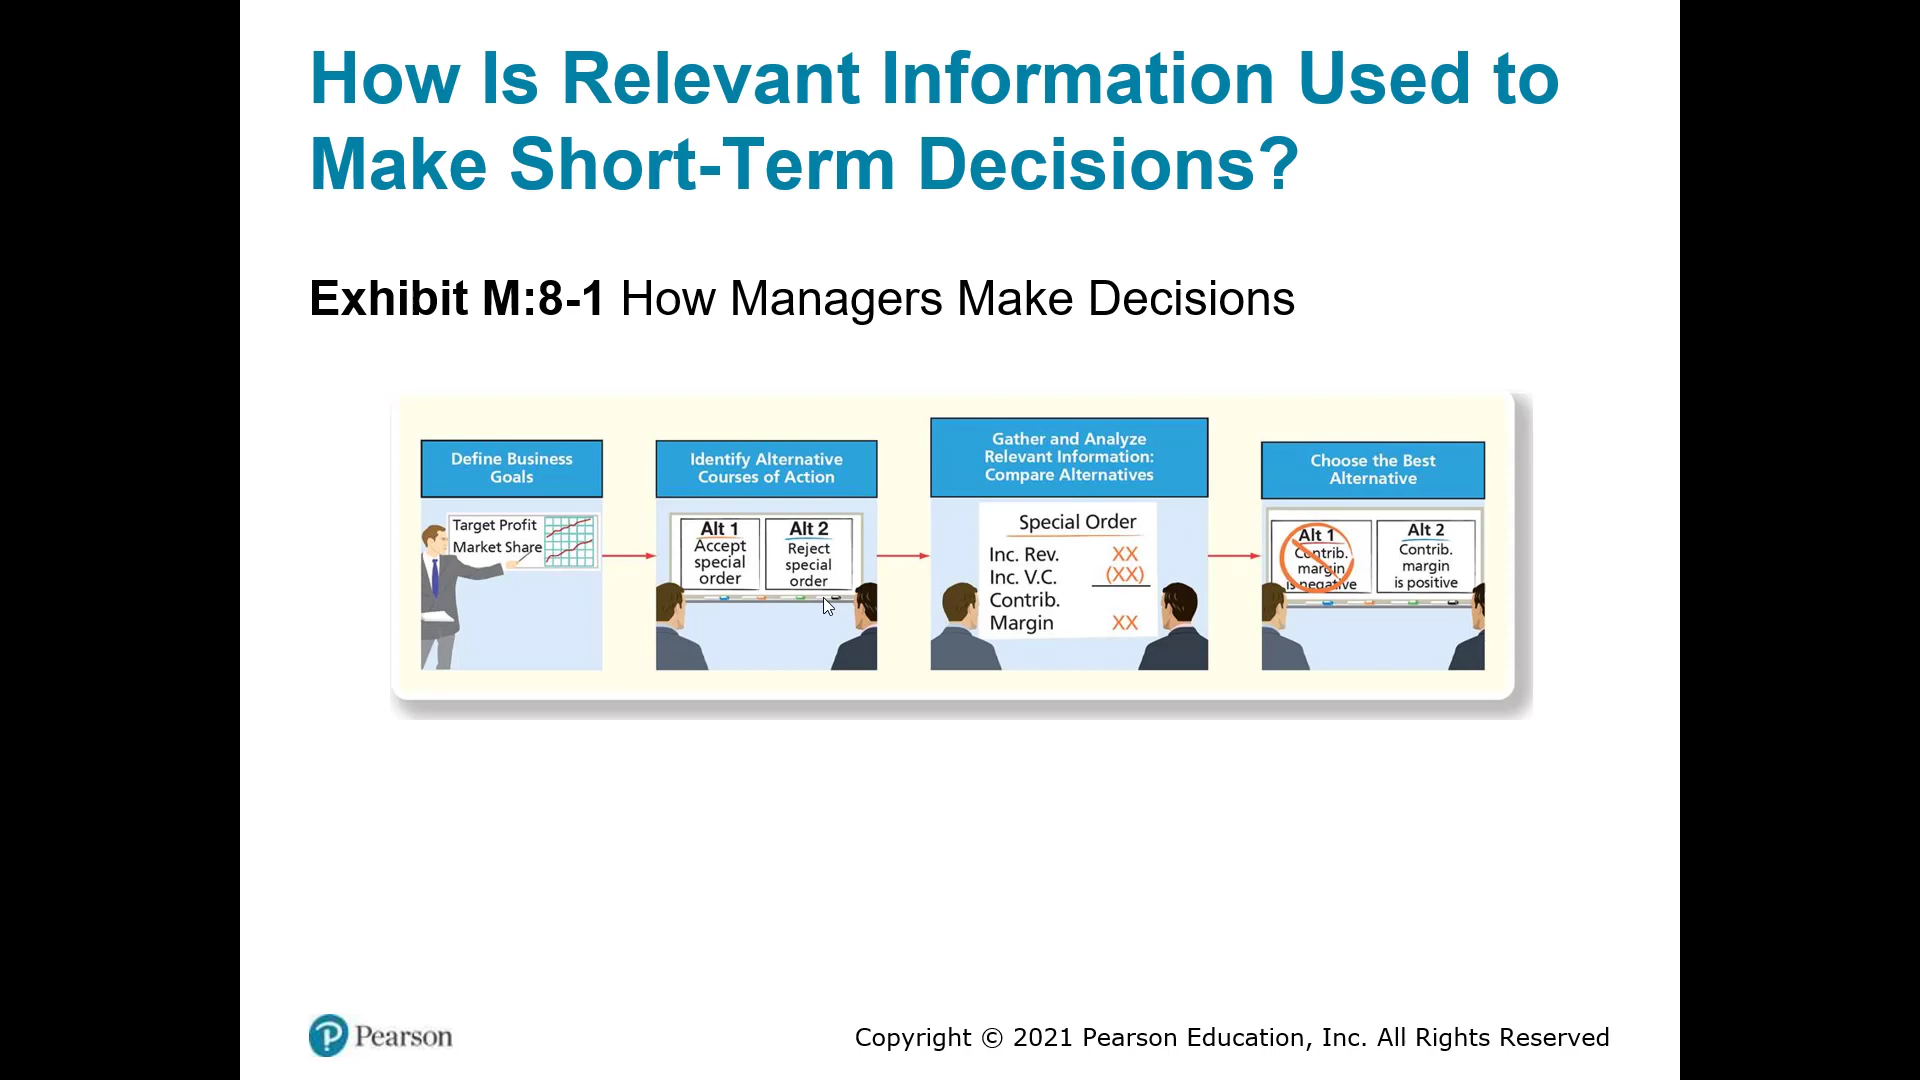 How Is Relevant Information Used to
Make Short-Term Decisions?
Exhibit M:8-1 How Managers Make Decisions
Define Business
Goals
Target Profit
Market Share
Identify Alternative
Courses of Action
Alt 1
Accept
special
order
Alt 2
Reject
special
order
Gather and Analyze
Relevant Information:
Compare Alternatives
Special Order
Inc. Rev. XX
Inc. V.C. (XX)
Contrib.
Margin XX
Choose the Best
Alternative
Alt 1
Contrib.
margin
is negative
Alt 2
Contrib.
margin
is positive
Pearson
Copyright © 2021 Pearson Education, Inc. All Rights Reserved